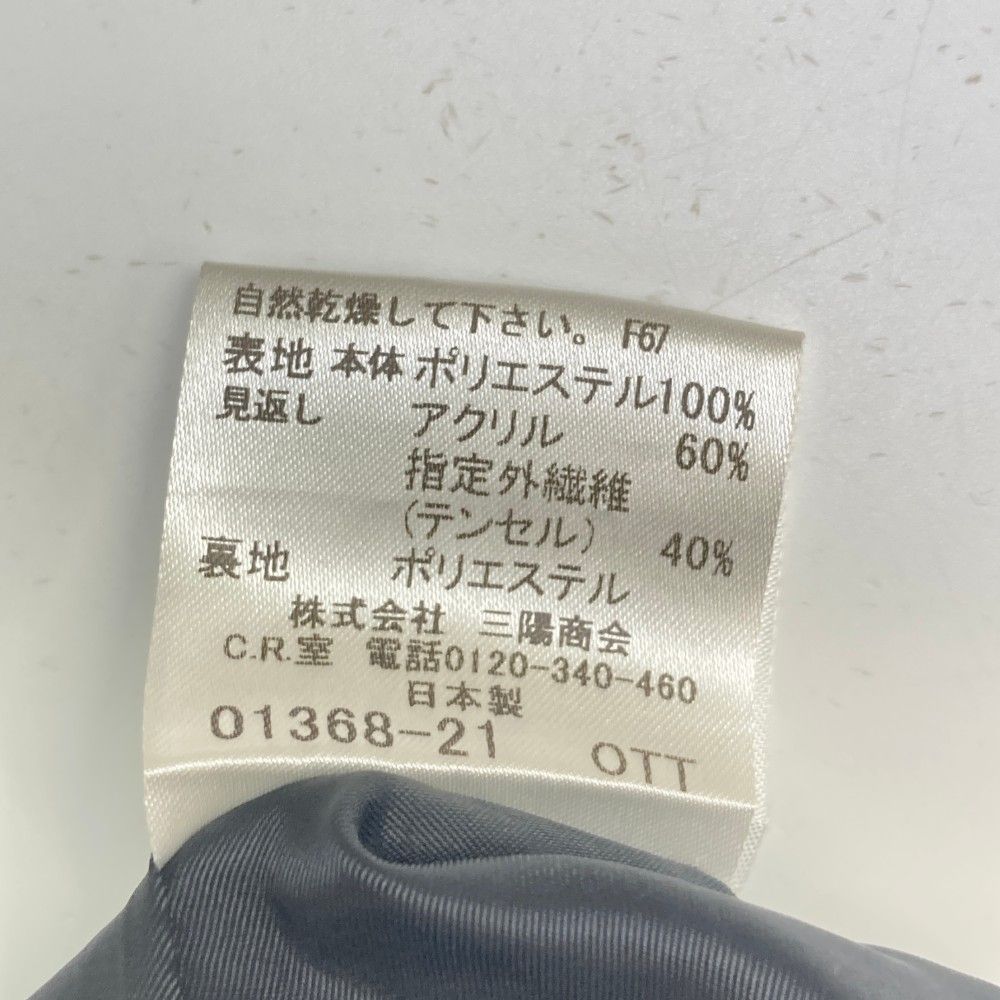 自然乾燥して下さい。 F67
表地 本体 ポリエステル100%
見返し アクリル 60%
指定外繊維
(テンセル) 40%
裏地 ポリエステル
株式会社 三陽商会
C.R.室 電話0120-340-460
日本製
01368-21 OTT